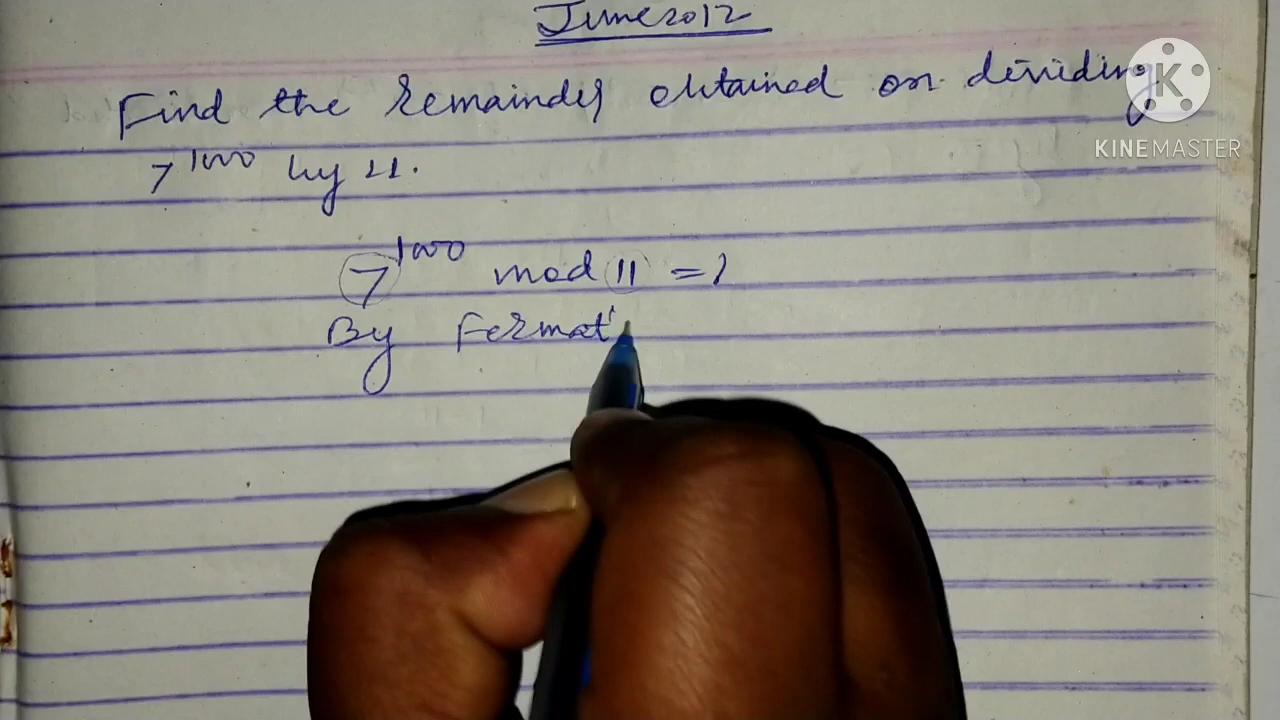 June 2012
Find the remainder obtained on dividing
7^1000 by 11.
7^1000 mod 11 = ?
By Fermat'
K
KINEMASTER